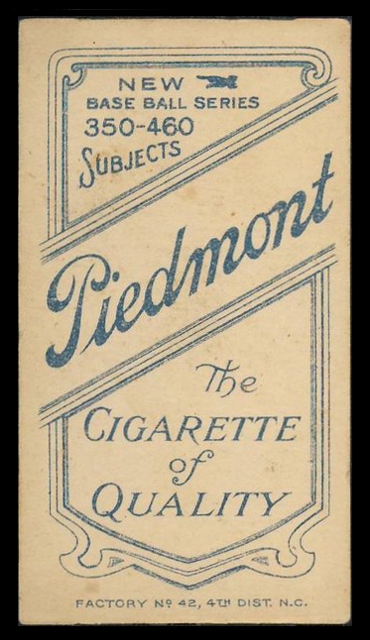 NEW
BASE BALL SERIES
350-460
SUBJECTS
Piedmont
The
CIGARETTE
of
QUALITY
FACTORY Nº 42, 4TH DIST. N.C.